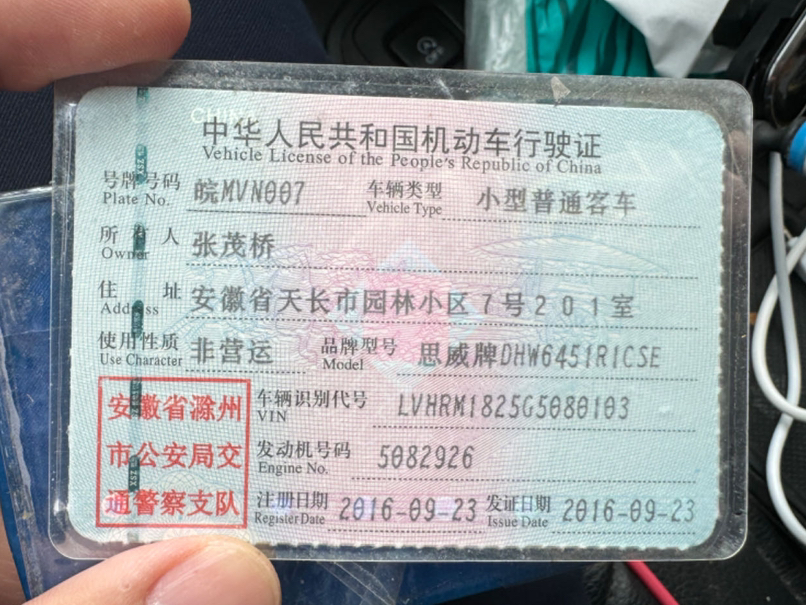 中华人民共和国机动车行驶证
Vehicle License of the People's Republic of China
号牌号码 皖MVN007 车辆类型 小型普通客车
Plate No. Vehicle Type
所有人 张茂桥
Owner
住址 安徽省天长市园林小区7号201室
Address
使用性质 非营运 品牌型号 思威牌DHW6451R1CSE
Use Character Model
车辆识别代号 LVHRM1825G5080103
VIN
发动机号码 5082926
Engine No.
注册日期 2016-09-23 发证日期 2016-09-23
Register Date Issue Date
安徽省滁州
市公安局交
通警察支队